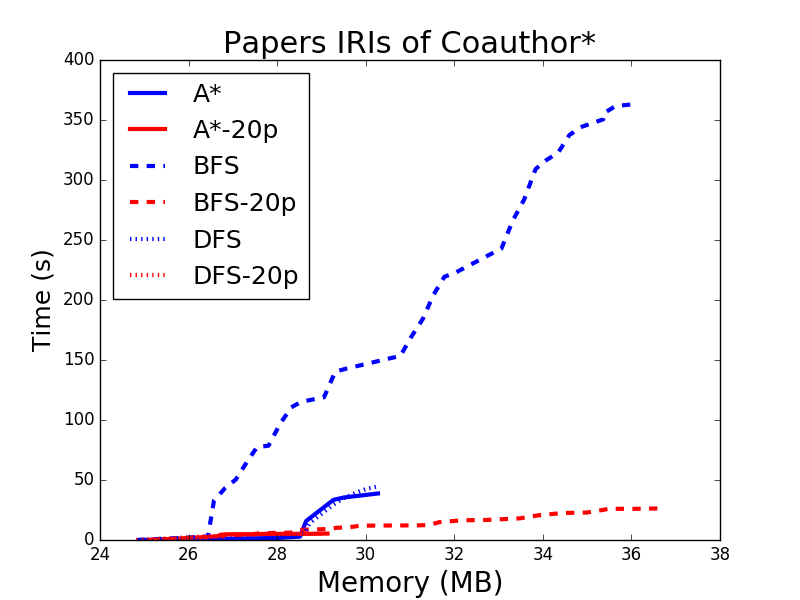 Papers IRIs of Coauthor*
400
350
300
250
200
150
100
50
0
Time (s)
A*
A*-20p
BFS
BFS-20p
DFS
DFS-20p
24 26 28 30 32 34 36 38
Memory (MB)